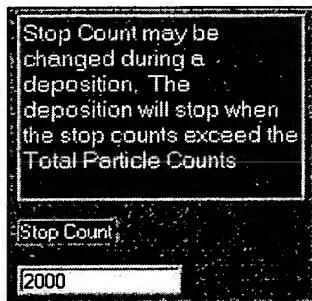 Stop Count may be
changed during a
deposition. The
deposition will stop when
the stop counts exceed the
Total Particle Counts
Stop Count
2000